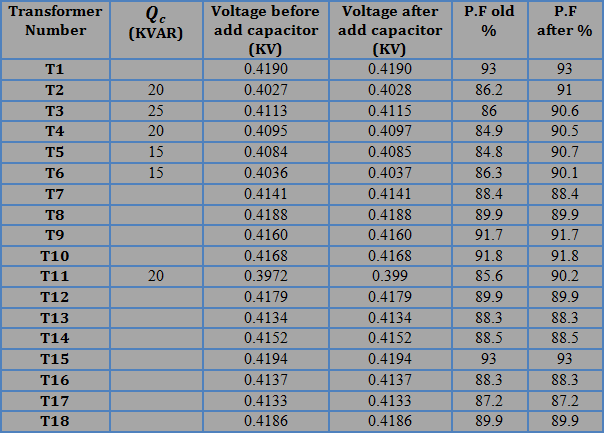 Transformer Number Q_c (KVAR) Voltage before add capacitor (KV) Voltage after add capacitor (KV) P.F old % P.F after %
T1 0.4190 0.4190 93 93
T2 20 0.4027 0.4028 86.2 91
T3 25 0.4113 0.4115 86 90.6
T4 20 0.4095 0.4097 84.9 90.5
T5 15 0.4084 0.4085 84.8 90.7
T6 15 0.4036 0.4037 86.3 90.1
T7 0.4141 0.4141 88.4 88.4
T8 0.4188 0.4188 89.9 89.9
T9 0.4160 0.4160 91.7 91.7
T10 0.4168 0.4168 91.8 91.8
T11 20 0.3972 0.399 85.6 90.2
T12 0.4179 0.4179 89.9 89.9
T13 0.4134 0.4134 88.3 88.3
T14 0.4152 0.4152 88.5 88.5
T15 0.4194 0.4194 93 93
T16 0.4137 0.4137 88.3 88.3
T17 0.4133 0.4133 87.2 87.2
T18 0.4186 0.4186 89.9 89.9